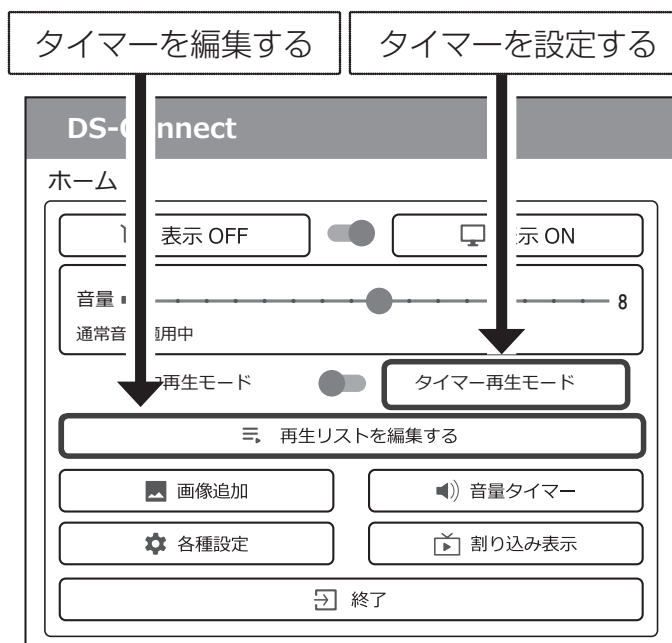 タイマーを編集する
タイマーを設定する
DS-C nnect
ホーム
表示 OFF
示 ON
音量
8
通常音 適用中
再生モード
タイマー再生モード
再生リストを編集する
画像追加
音量タイマー
各種設定
割り込み表示
終了